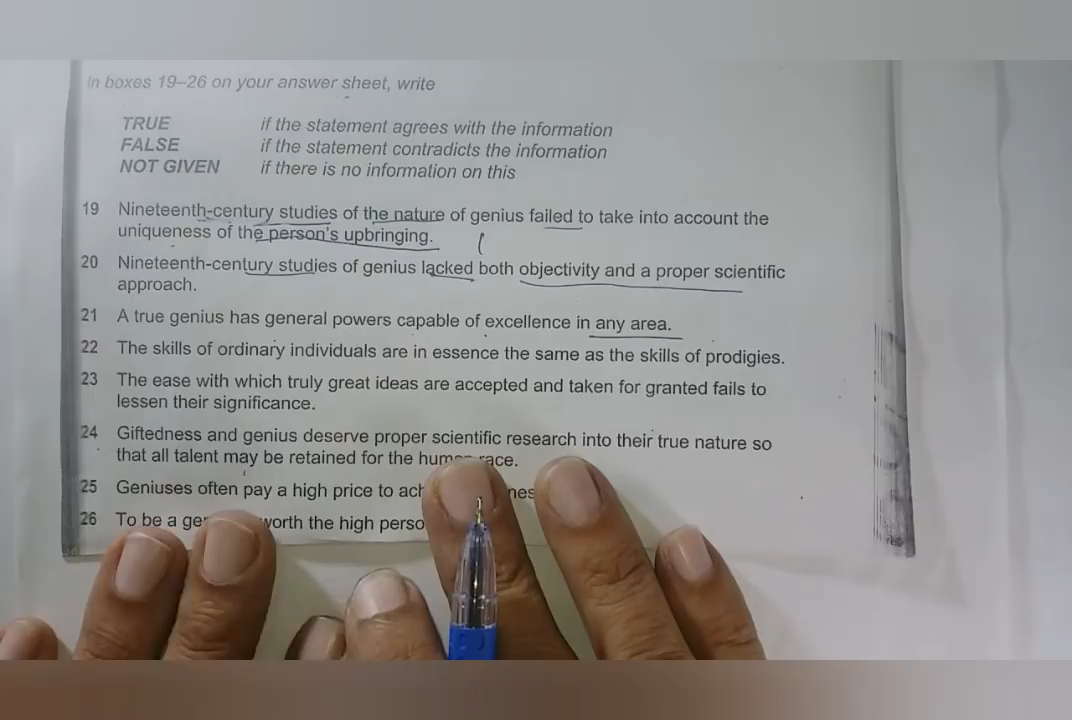 in boxes 19–26 on your answer sheet, write
TRUE if the statement agrees with the information
FALSE if the statement contradicts the information
NOT GIVEN if there is no information on this
19 Nineteenth-century studies of the nature of genius failed to take into account the
uniqueness of the person's upbringing.
20 Nineteenth-century studies of genius lacked both objectivity and a proper scientific
approach.
21 A true genius has general powers capable of excellence in any area.
22 The skills of ordinary individuals are in essence the same as the skills of prodigies.
23 The ease with which truly great ideas are accepted and taken for granted fails to
lessen their significance.
24 Giftedness and genius deserve proper scientific research into their true nature so
that all talent may be retained for the human race.
25 Geniuses often pay a high price to
26 To be a worth the high